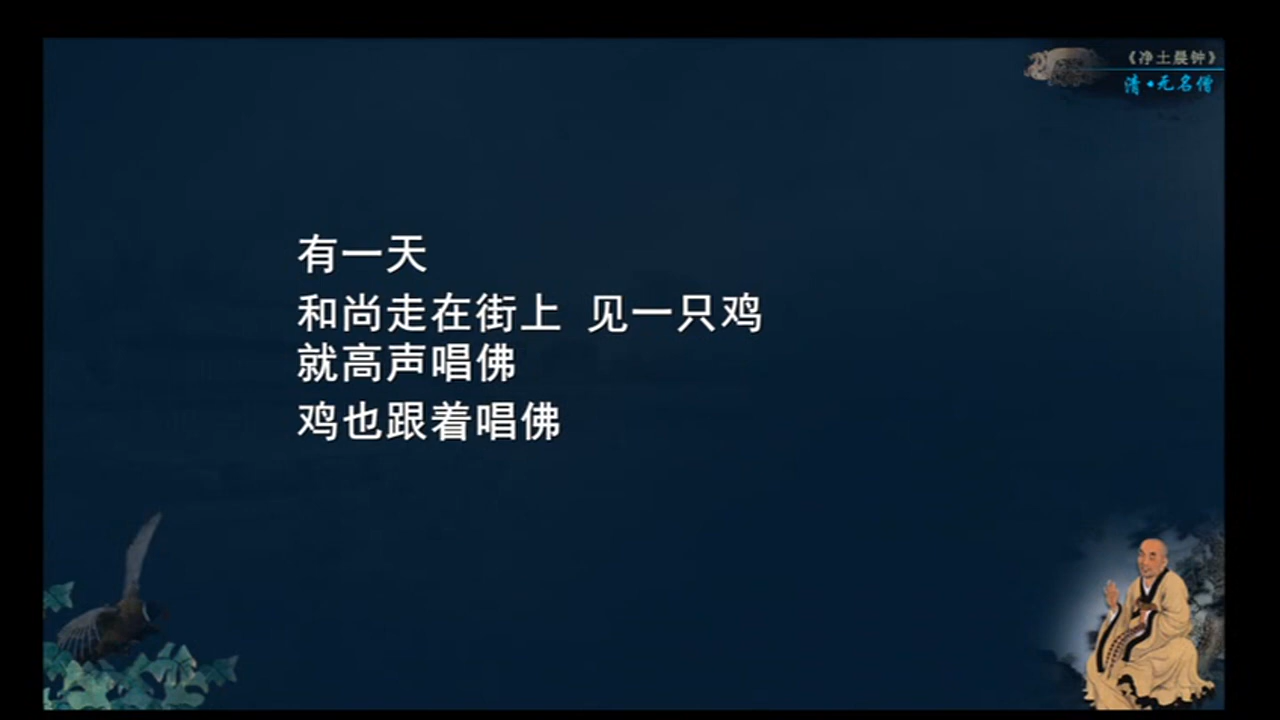 《净土晨钟》
清·无名僧
有一天
和尚走在街上 见一只鸡
就高声唱佛
鸡也跟着唱佛